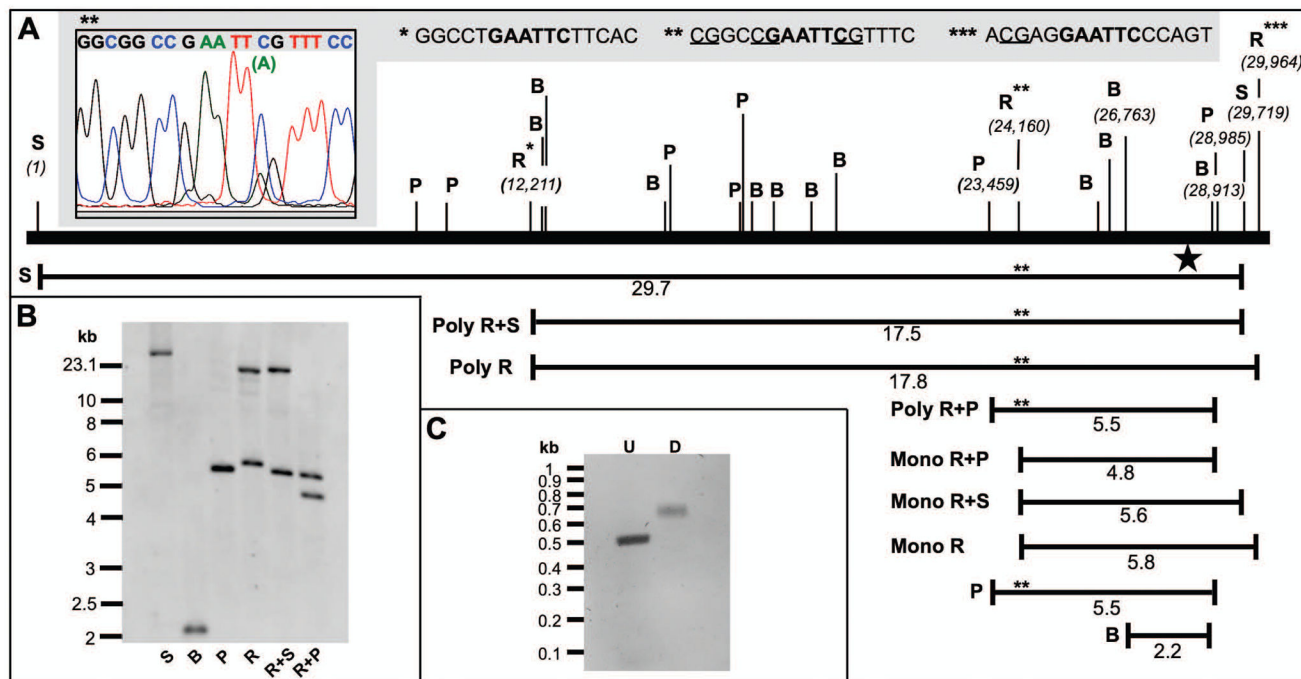 A
**
GGCGG CC G AA TT CG TTT CC
(A)
* GGCCTGAATTCTTCAC ** CGGCCGAATTCGTTTC *** ACGAGGAATTCCCAGT
R***
(29,964)
S
(29,719)
P
(28,985)
B
(28,913)
B
(26,763)
B
B
R**
(24,160)
P
(23,459)
B
B
B
B
P
P
P
B
B
B
R*
(12,211)
P
P
S
(1)
S
**
29.7
Poly R+S
**
17.5
Poly R
**
17.8
Poly R+P
**
5.5
Mono R+P
4.8
Mono R+S
5.6
Mono R
5.8
P
**
5.5
B
2.2
B
kb
23.1
10
8
6
5
4
3
2.5
2
S B P R R+S R+P
C
kb U D
1
0.9
0.8
0.7
0.6
0.5
0.4
0.3
0.2
0.1